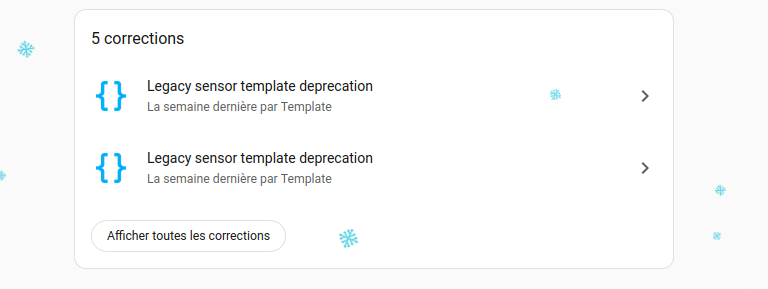 5 corrections
Legacy sensor template deprecation
La semaine dernière par Template
Legacy sensor template deprecation
La semaine dernière par Template
Afficher toutes les corrections